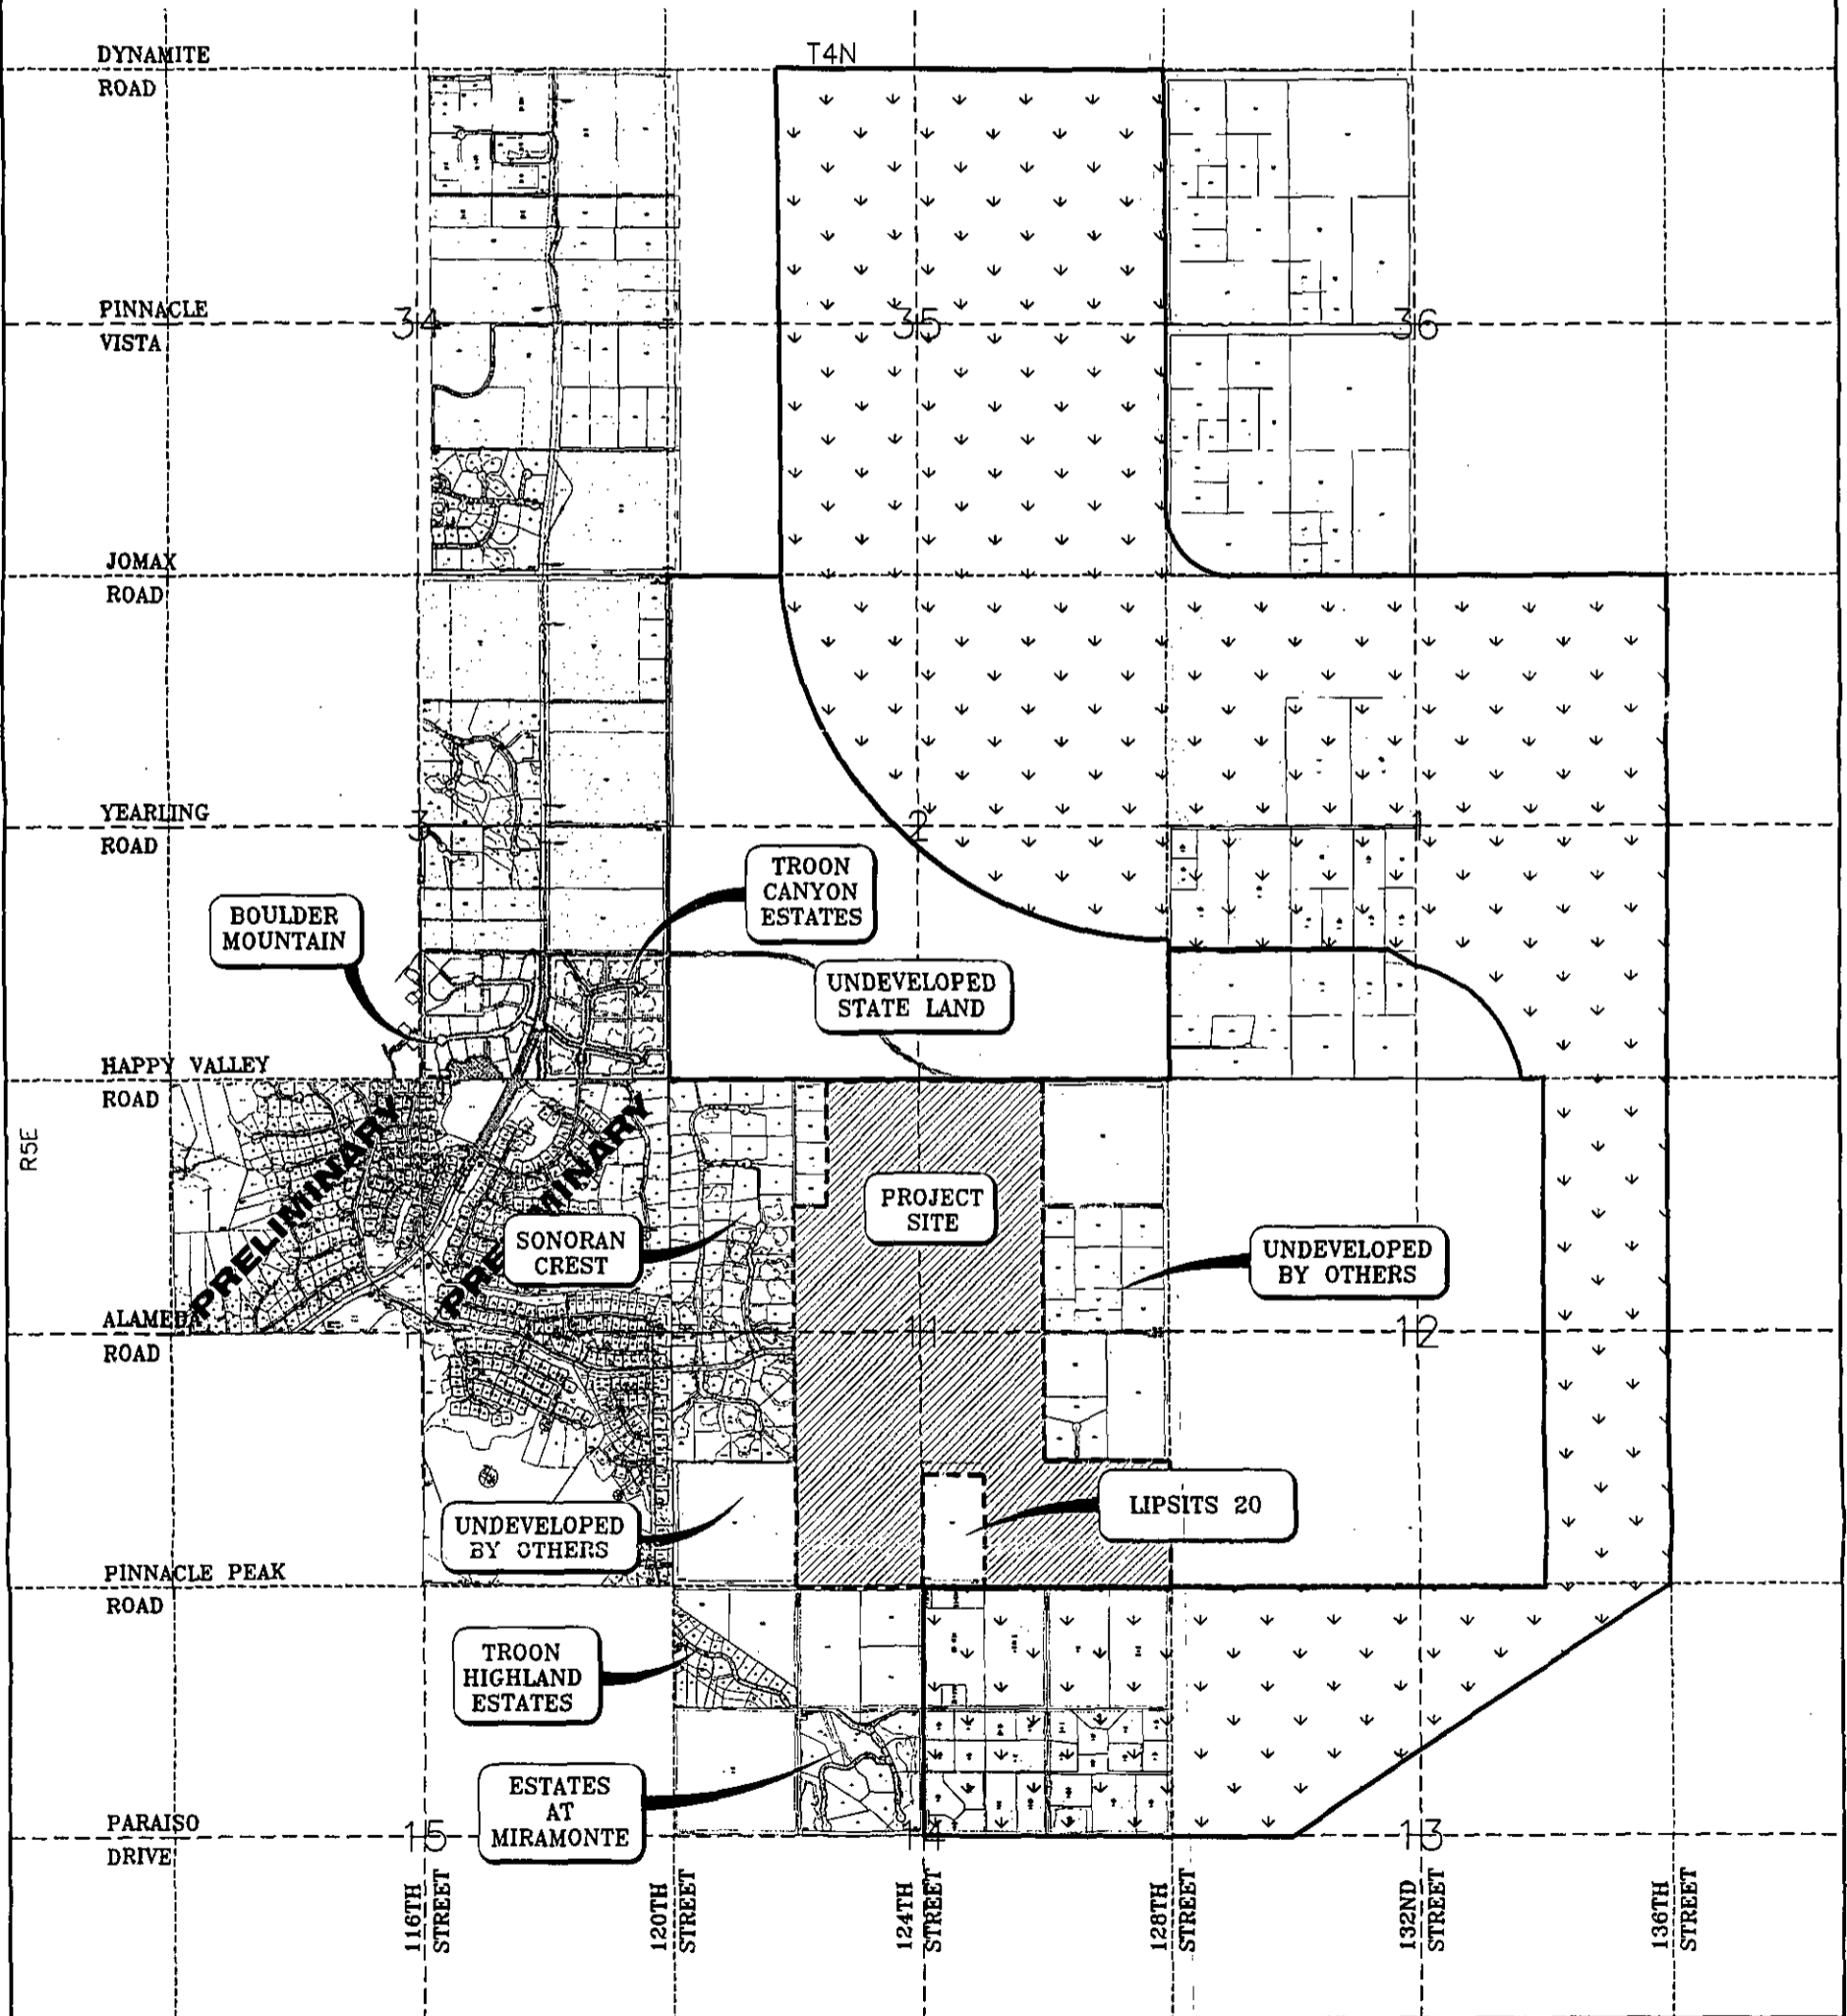 T4N
DYNAMITE
ROAD
PINNACLE
VISTA
34
35
36
JOMAX
ROAD
YEARLING
ROAD
3
2
1
TROON
CANYON
ESTATES
BOULDER
MOUNTAIN
UNDEVELOPED
STATE LAND
HAPPY VALLEY
ROAD
R5E
PRELIMINARY
PRELIMINARY
PROJECT
SITE
SONORAN
CREST
UNDEVELOPED
BY OTHERS
ALAMEDA
ROAD
11
12
LIPSITS 20
UNDEVELOPED
BY OTHERS
PINNACLE PEAK
ROAD
TROON
HIGHLAND
ESTATES
ESTATES
AT
MIRAMONTE
PARAISO
DRIVE
15
14
13
116TH
STREET
120TH
STREET
124TH
STREET
128TH
STREET
132ND
STREET
136TH
STREET